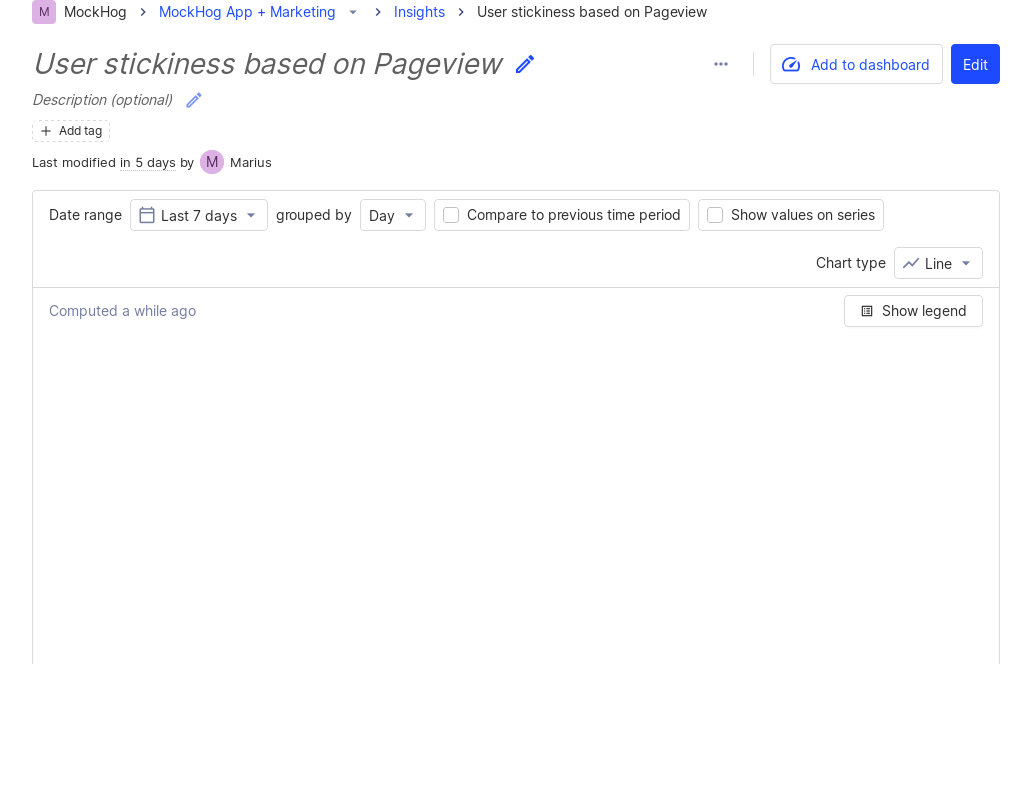 M MockHog MockHog App + Marketing Insights User stickiness based on Pageview
User stickiness based on Pageview
Add to dashboard
Edit
Description (optional)
Add tag
Last modified in 5 days by M Marius
Date range Last 7 days grouped by Day Compare to previous time period Show values on series
Chart type Line
Computed a while ago
Show legend